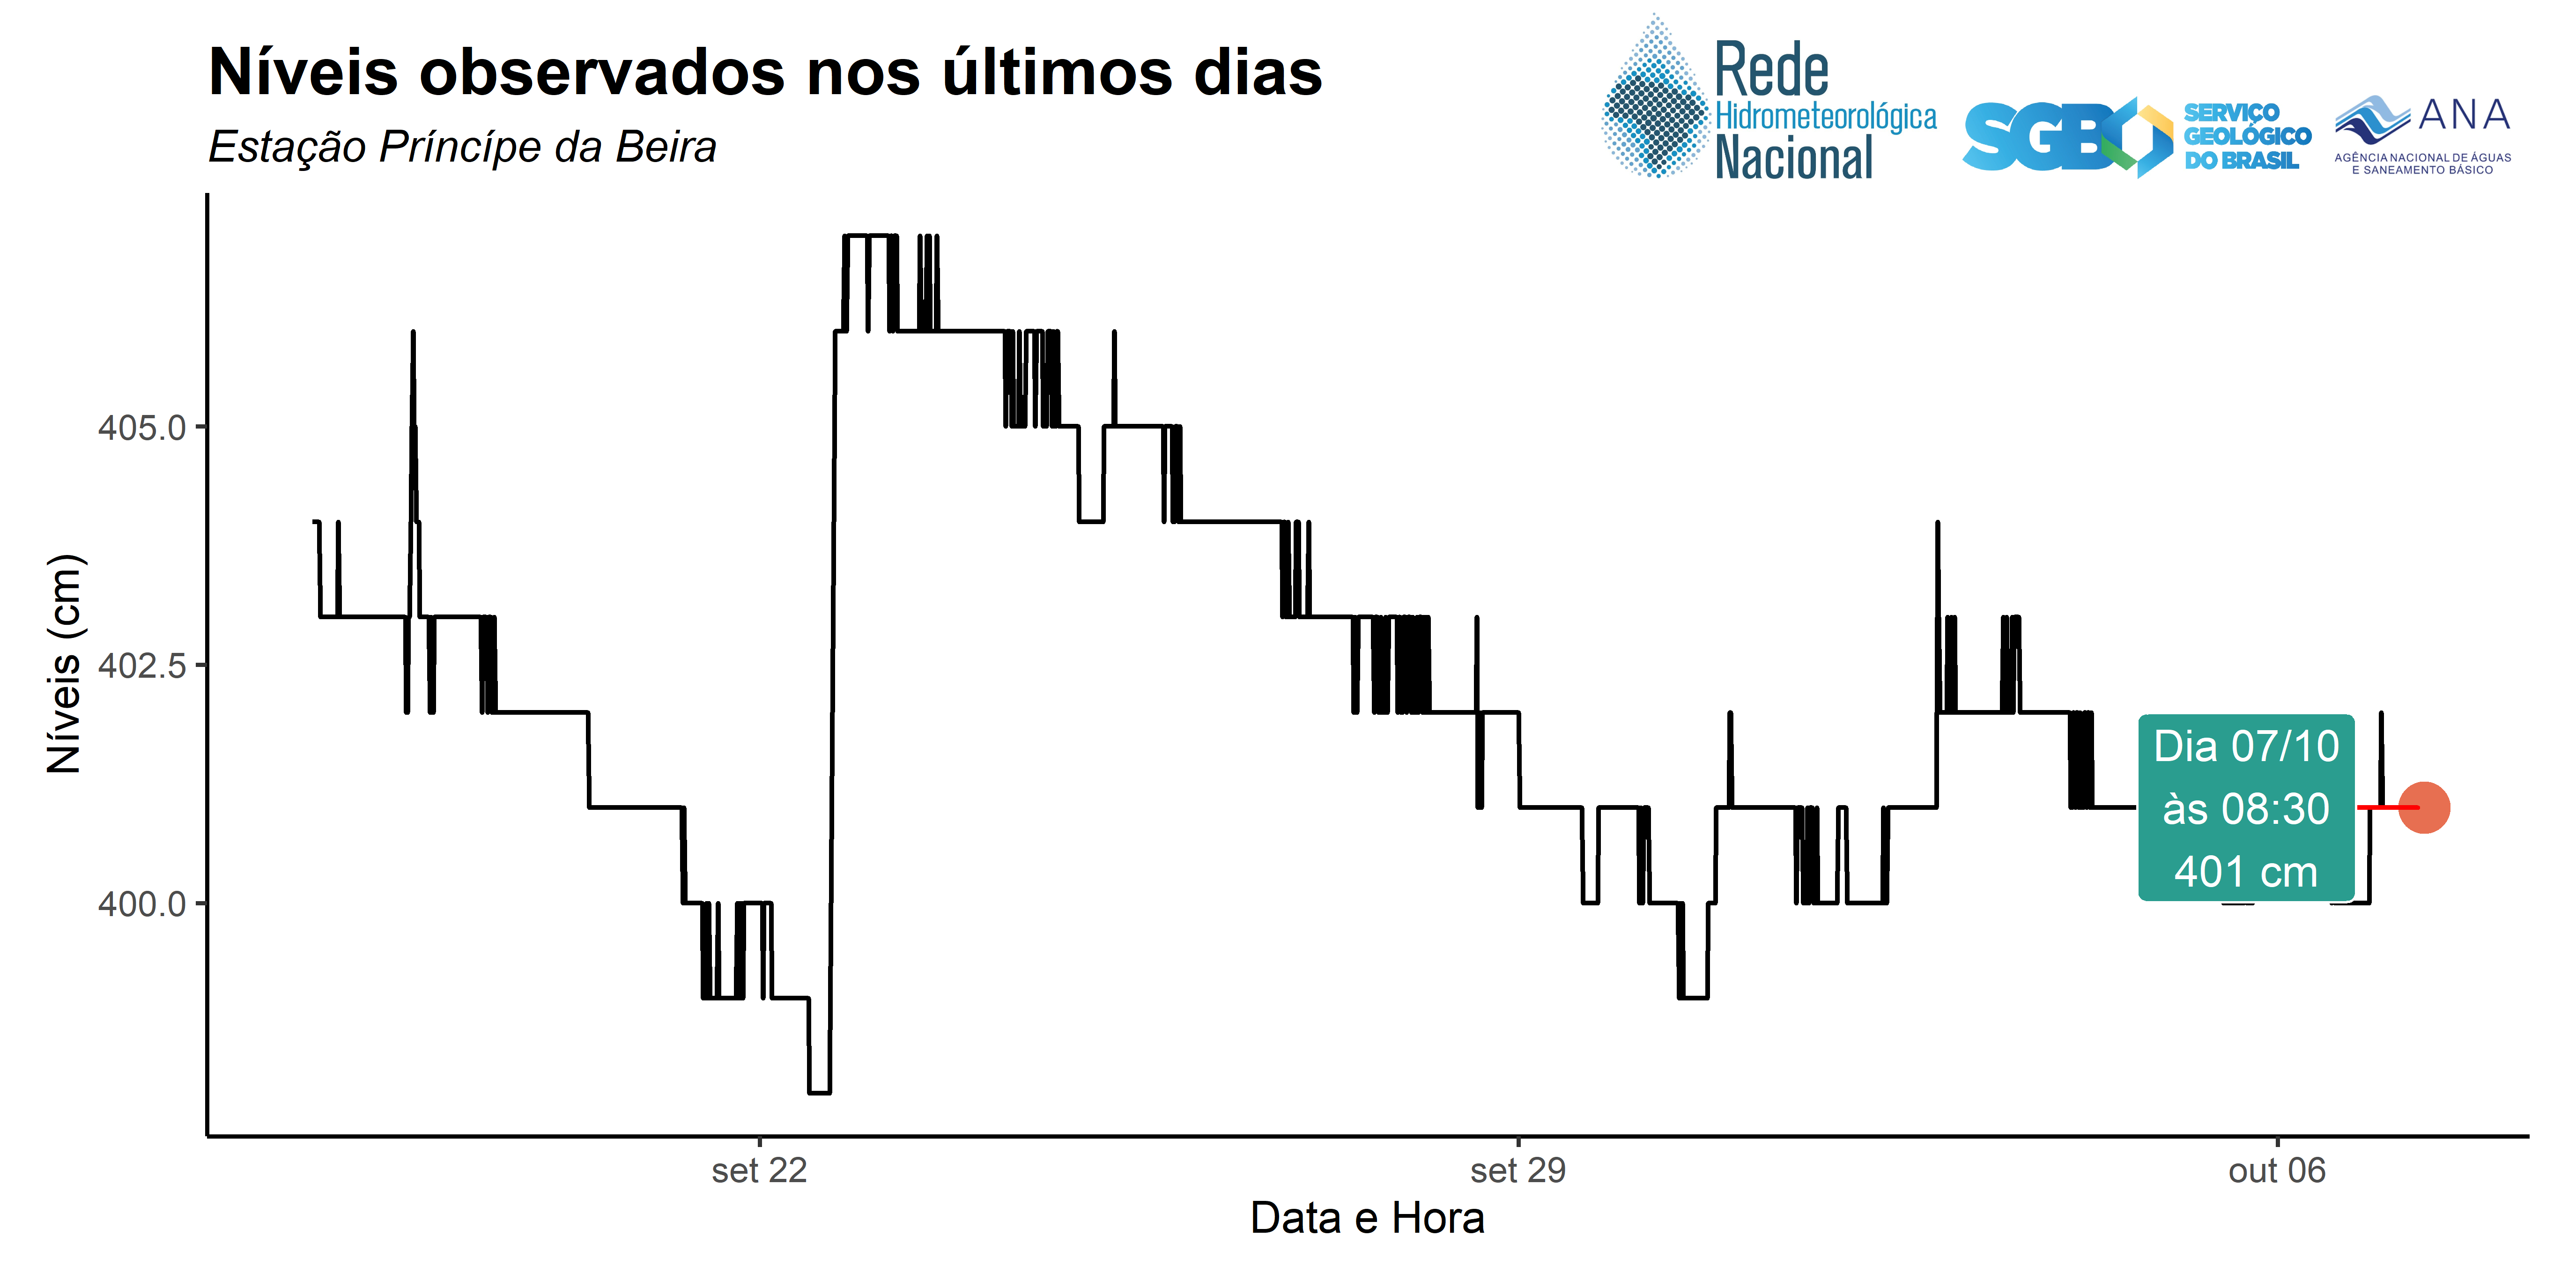 Níveis observados nos últimos dias
Estação Príncípe da Beira
Rede
Hidrometeorológica
Nacional
SGB
SERVIÇO
GEOLÓGICO
DO BRASIL
ANA
AGÊNCIA NACIONAL DE ÁGUAS
E SANEAMENTO BÁSICO
Níveis (cm)
405.0
402.5
400.0
Dia 07/10
às 08:30
401 cm
set 22
set 29
out 06
Data e Hora